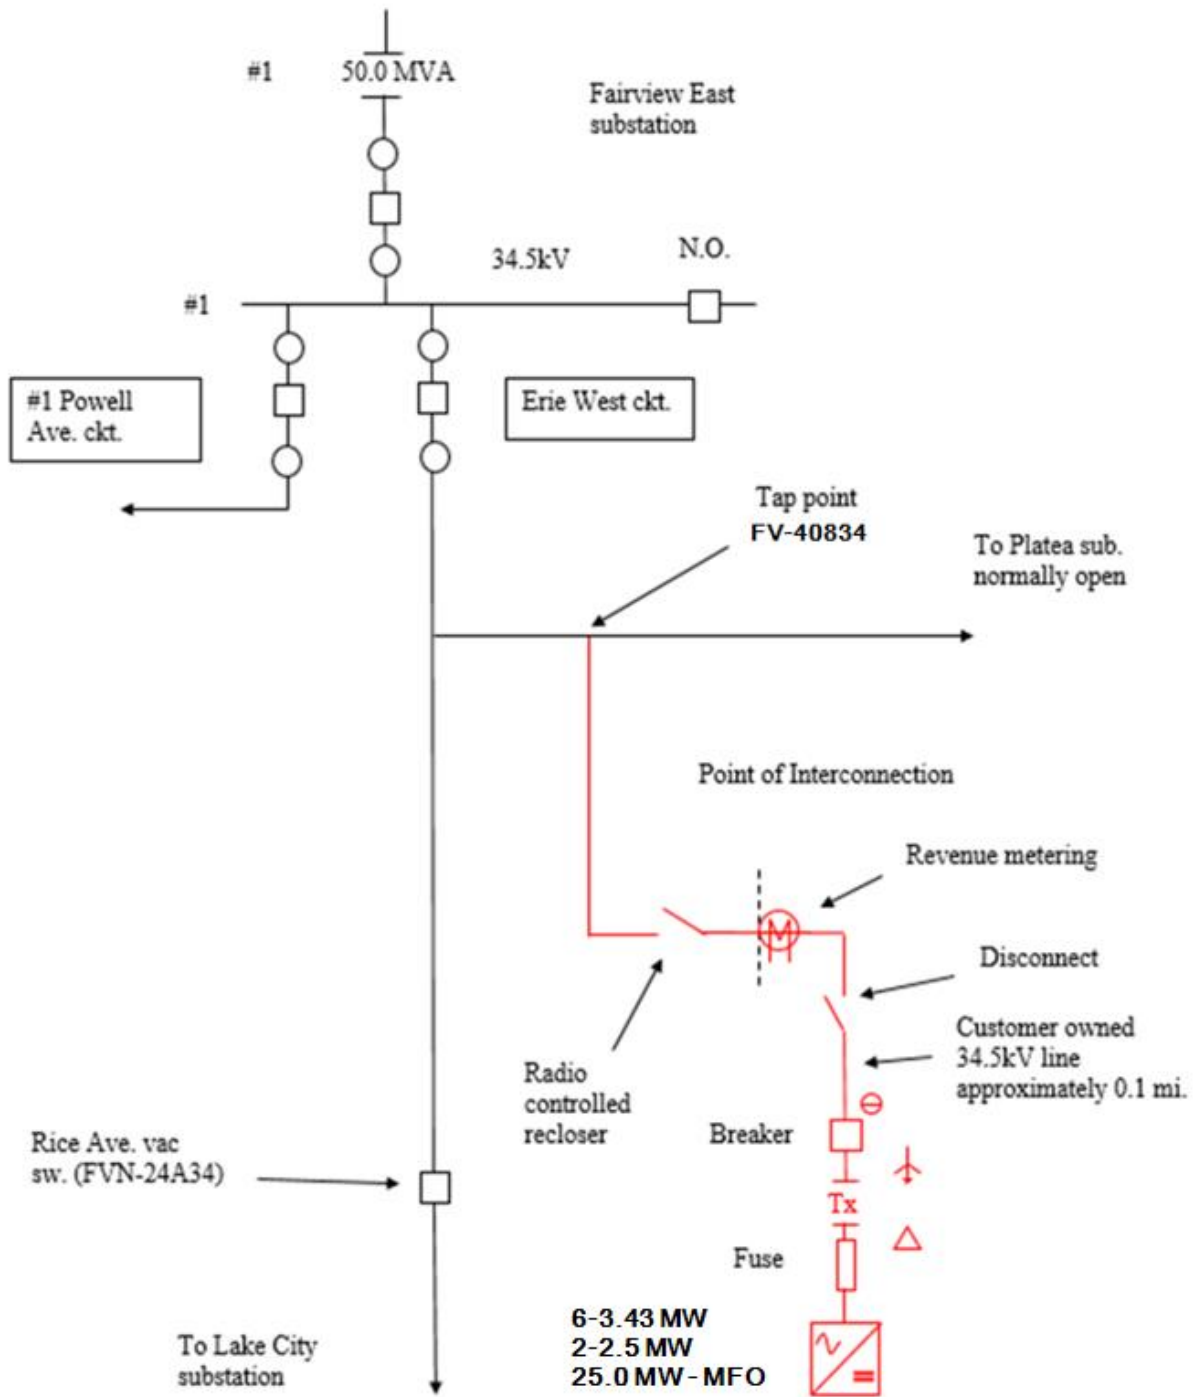 #1
50.0 MVA
Fairview East
substation
34.5kV
N.O.
#1
#1 Powell
Ave. ckt.
Erie West ckt.
Tap point
FV-40834
To Platea sub.
normally open
Point of Interconnection
Revenue metering
M
Disconnect
Customer owned
34.5kV line
approximately 0.1 mi.
Radio
controlled
recloser
Breaker
Rice Ave. vac
sw. (FVN-24A34)
Tx
Fuse
6-3.43 MW
2-2.5 MW
25.0 MW - MFO
To Lake City
substation